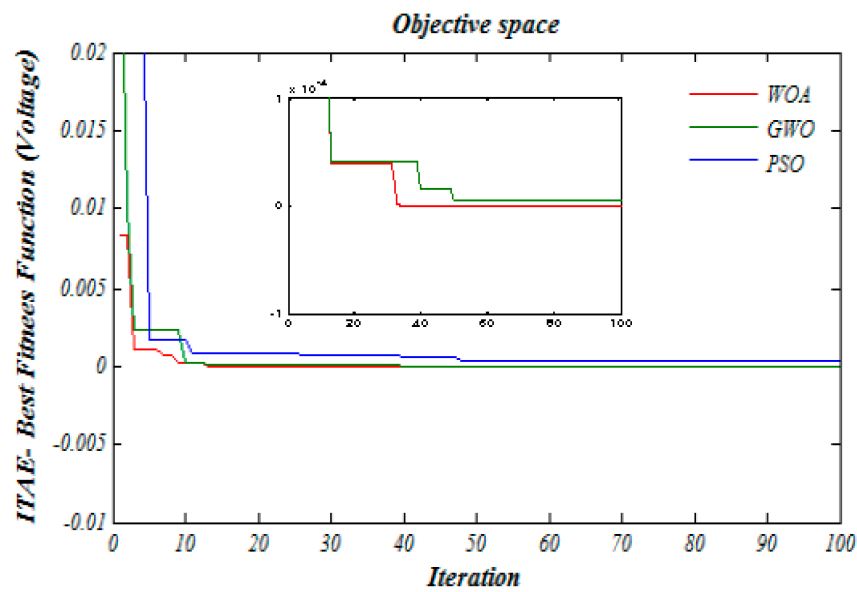 Objective space
ITAE- Best Fitnees Function (Voltage)
0.02
0.015
0.01
0.005
0
-0.005
-0.01
1 x 10^-4
0
-1
0 20 40 60 80 100
WOA
GWO
PSO
0 10 20 30 40 50 60 70 80 90 100
Iteration